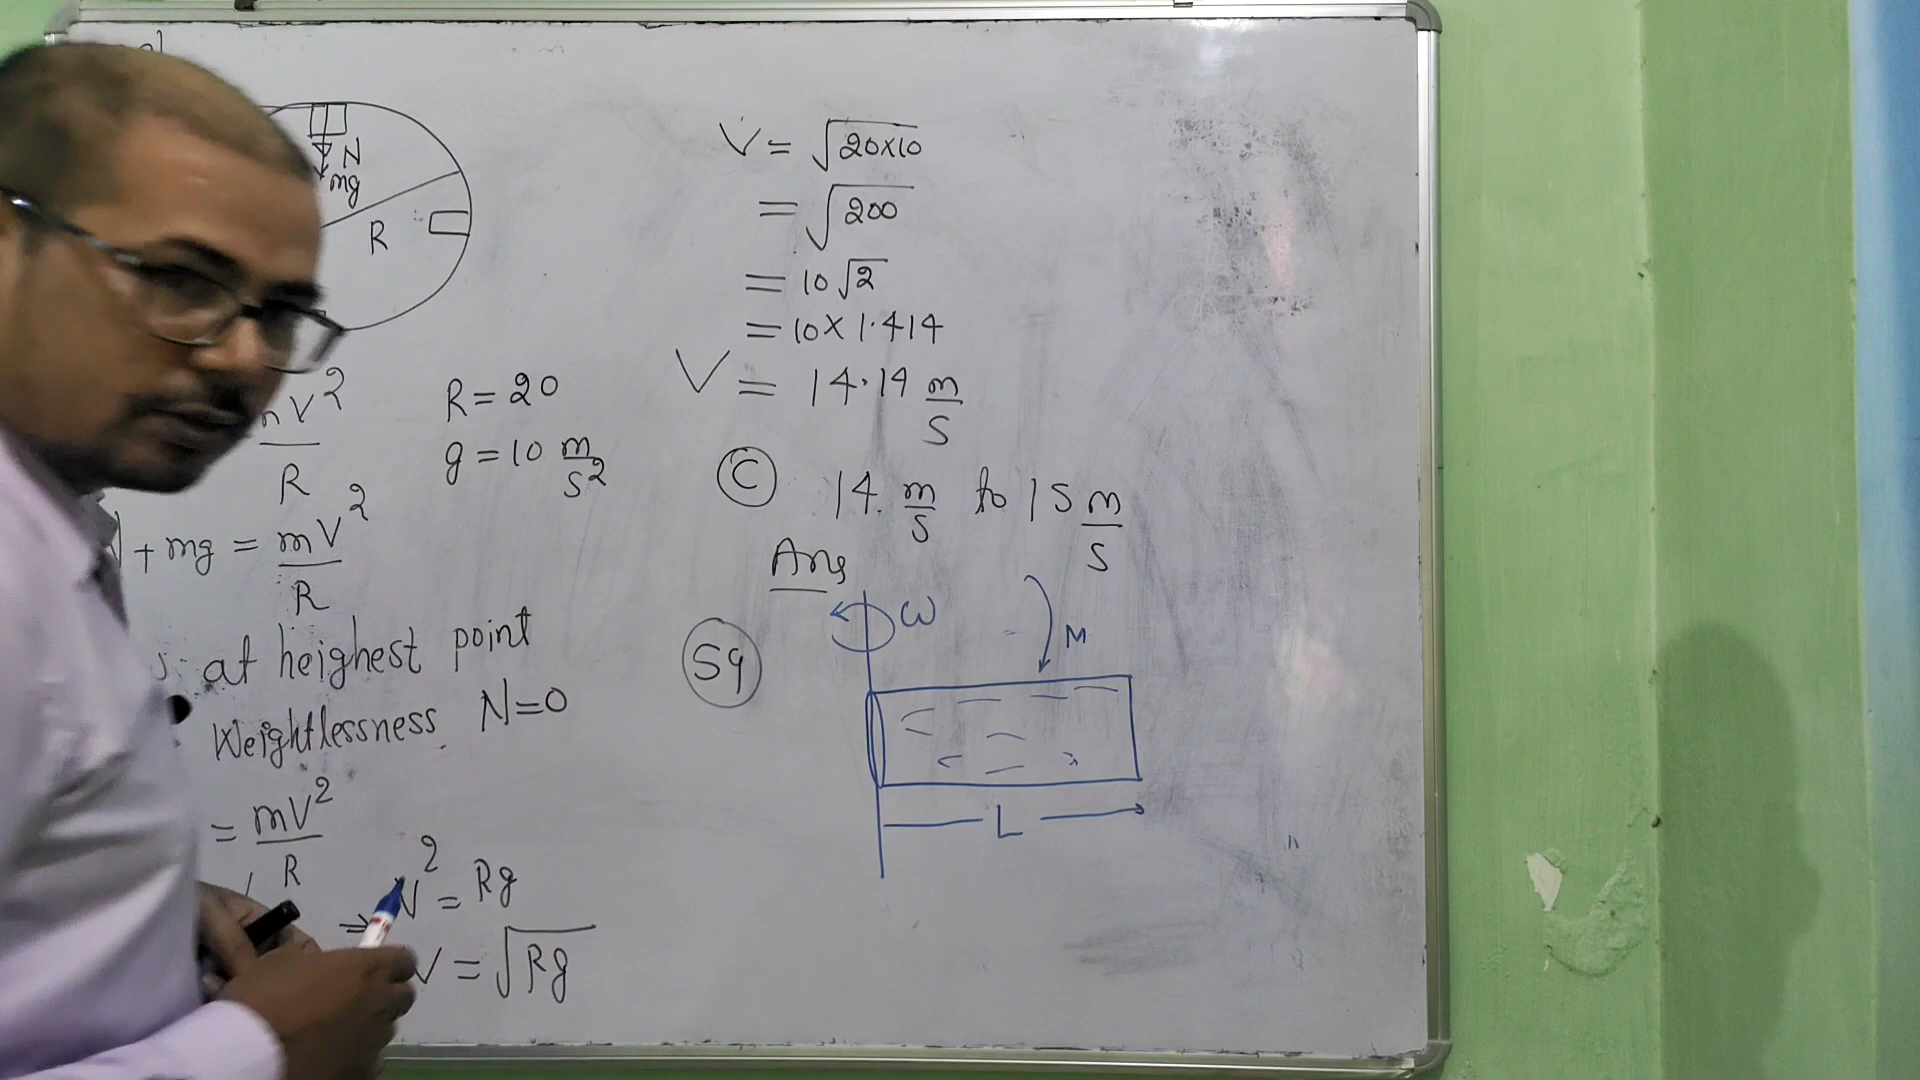 N
mg
R
mV²
R
R = 20
g = 10 m/s²
+ mg = mV²
R
at heighest point
Weightlessness N=0
= mV²
R
⇒ V² = Rg
V = √Rg
V = √20×10
= √200
= 10√2
= 10 × 1.414
V = 14.14 m/s
(C) 14 m/s to 15 m/s
Ans
59
ω
M
L